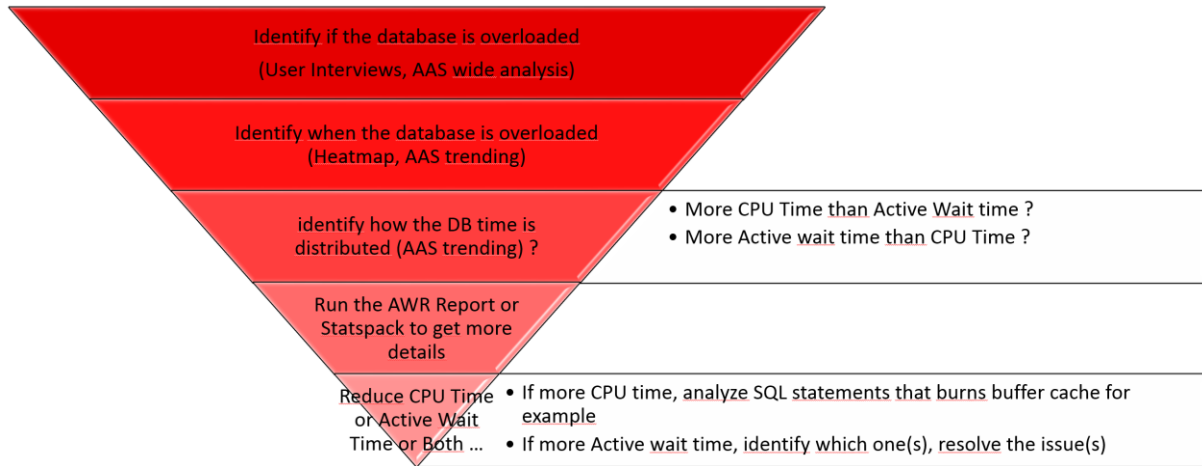 Identify if the database is overloaded
(User Interviews, AAS wide analysis)
Identify when the database is overloaded
(Heatmap, AAS trending)
identify how the DB time is
distributed (AAS trending) ?
• More CPU Time than Active Wait time ?
• More Active wait time than CPU Time ?
Run the AWR Report or
Statspack to get more
details
Reduce CPU Time
or Active Wait
Time or Both ...
• If more CPU time, analyze SQL statements that burns buffer cache for
example
• If more Active wait time, identify which one(s), resolve the issue(s)